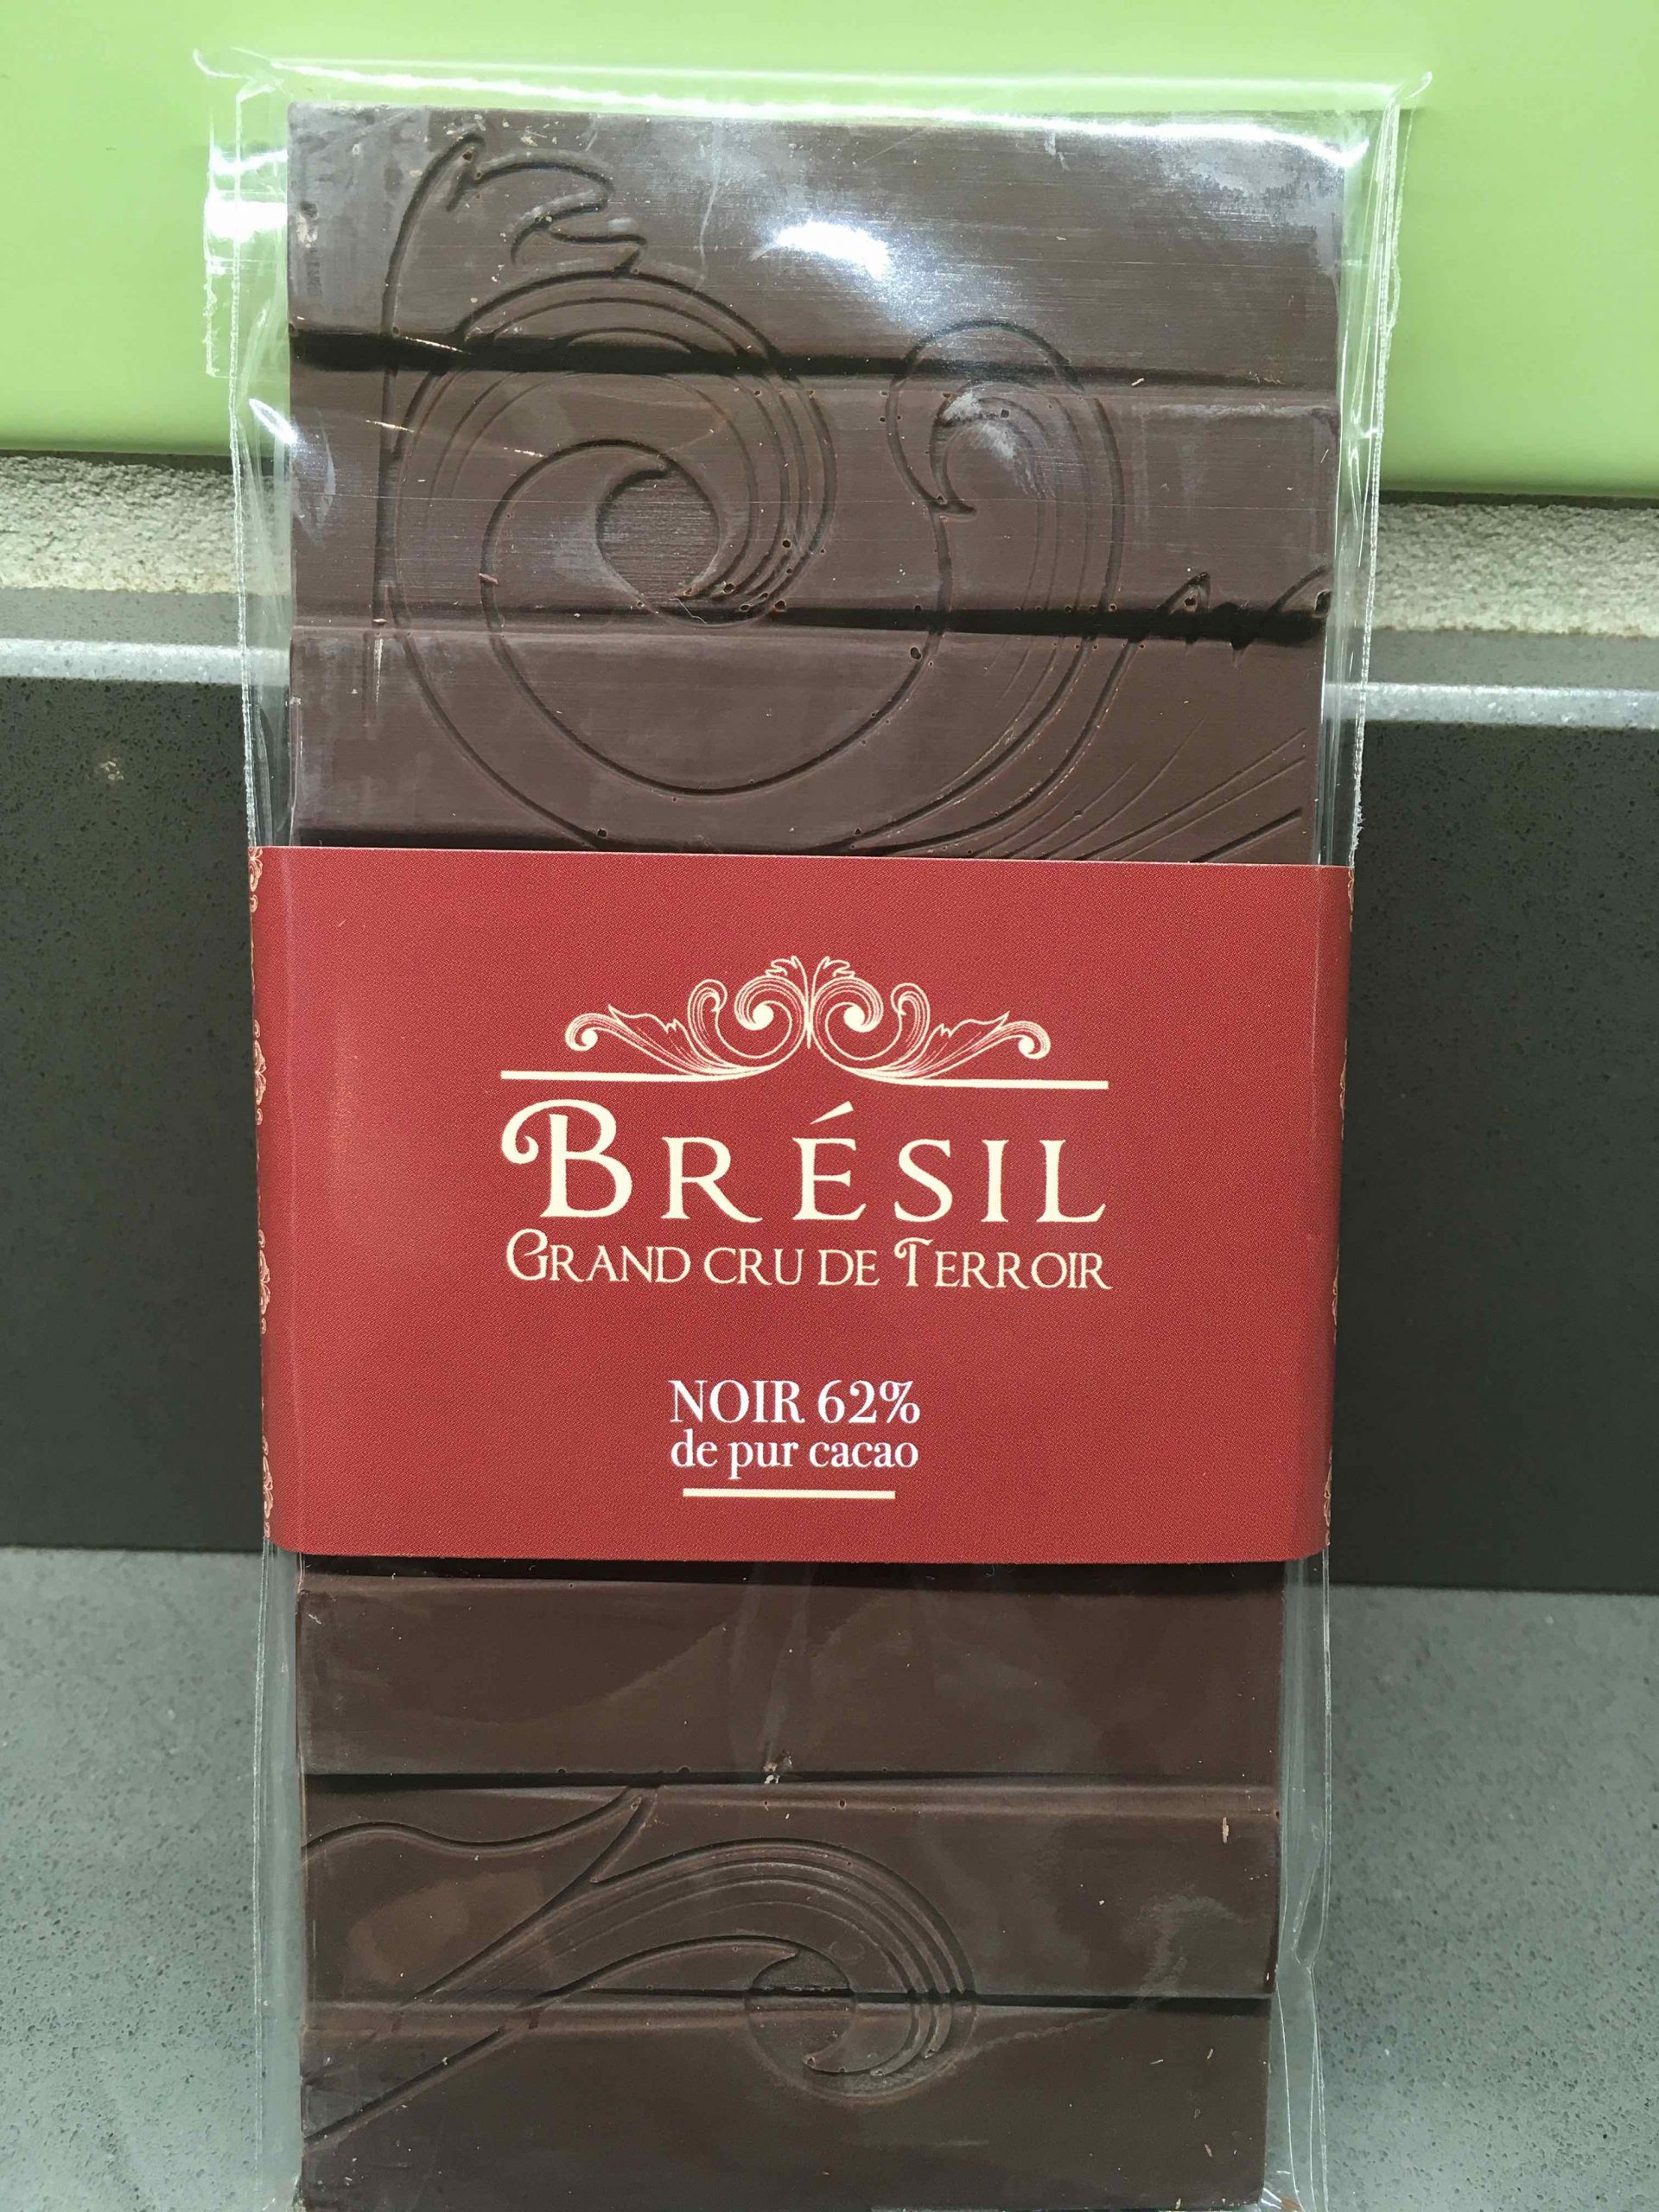 BRÉSIL
GRAND CRU DE TERROIR
NOIR 62%
de pur cacao